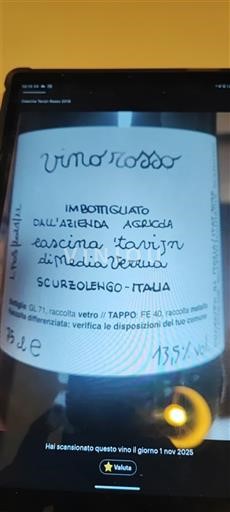 Cascina Tavijn Rosso 2018
vino rosso
IMBOTTIGLIATO
DALL'AZIENDA AGRICOLA
cascina 'tavijn
di Nadia Verrua
SCURZOLENGO-ITALIA
Bottiglia: GL 71, raccolta vetro // TAPPO: FE 40, raccolta metallo
Raccolta differenziata: verifica le disposizioni del tuo comune
75 cl e
13,5% vol.
Hai scansionato questo vino il giorno 1 nov 2025
Valuta